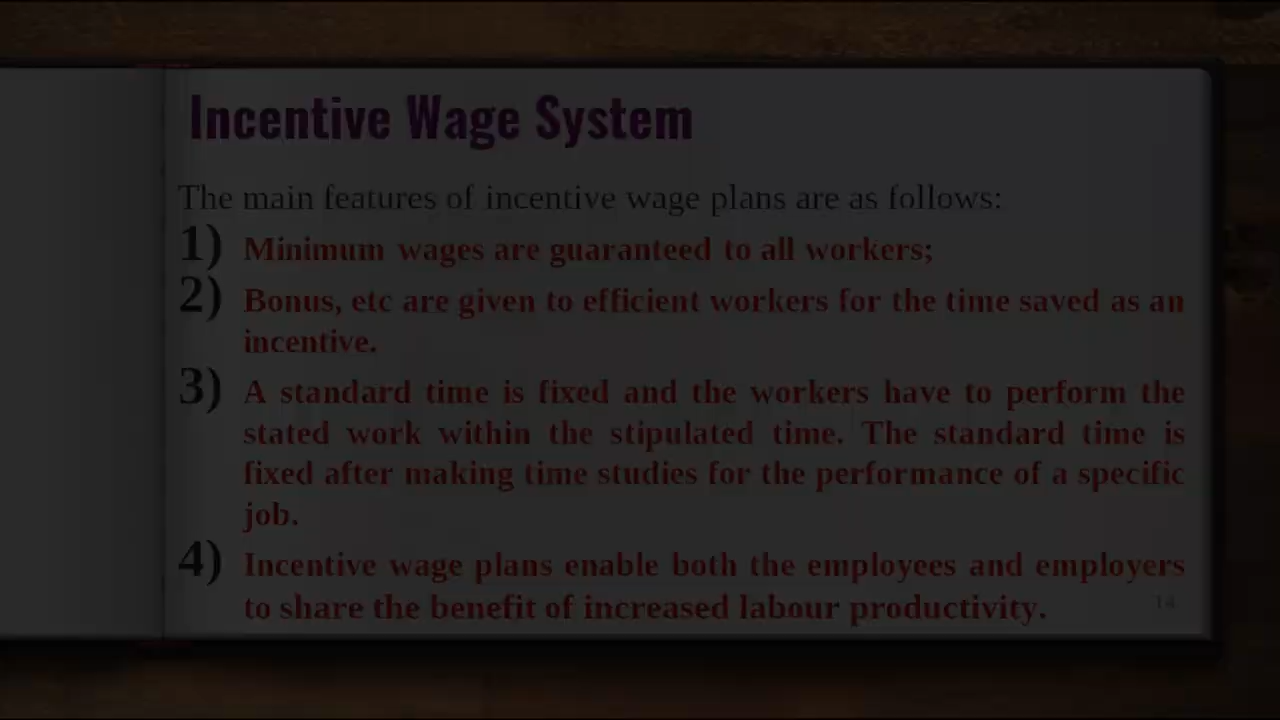 Incentive Wage System
The main features of incentive wage plans are as follows:
1) Minimum wages are guaranteed to all workers;
2) Bonus, etc are given to efficient workers for the time saved as an
incentive.
3) A standard time is fixed and the workers have to perform the
stated work within the stipulated time. The standard time is
fixed after making time studies for the performance of a specific
job.
4) Incentive wage plans enable both the employees and employers
to share the benefit of increased labour productivity.
14